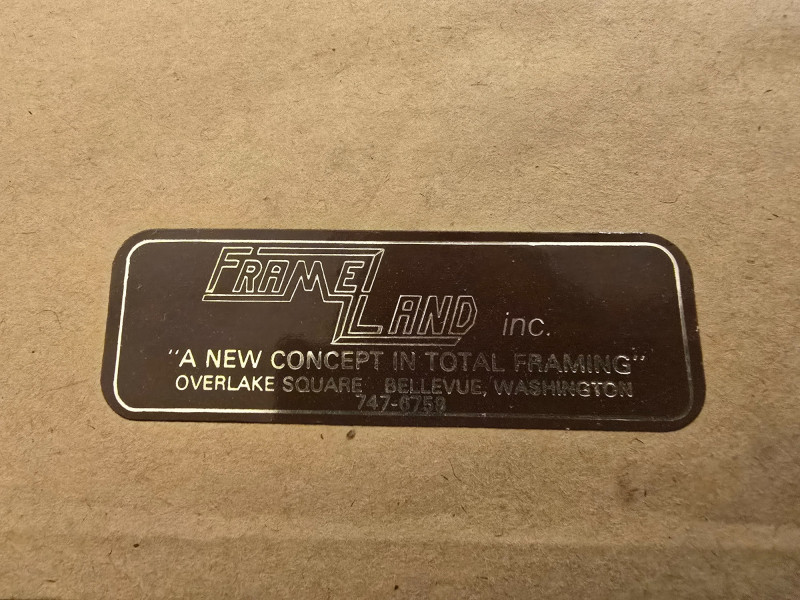 FRAME LAND inc.
"A NEW CONCEPT IN TOTAL FRAMING"
OVERLAKE SQUARE BELLEVUE, WASHINGTON
747-6759